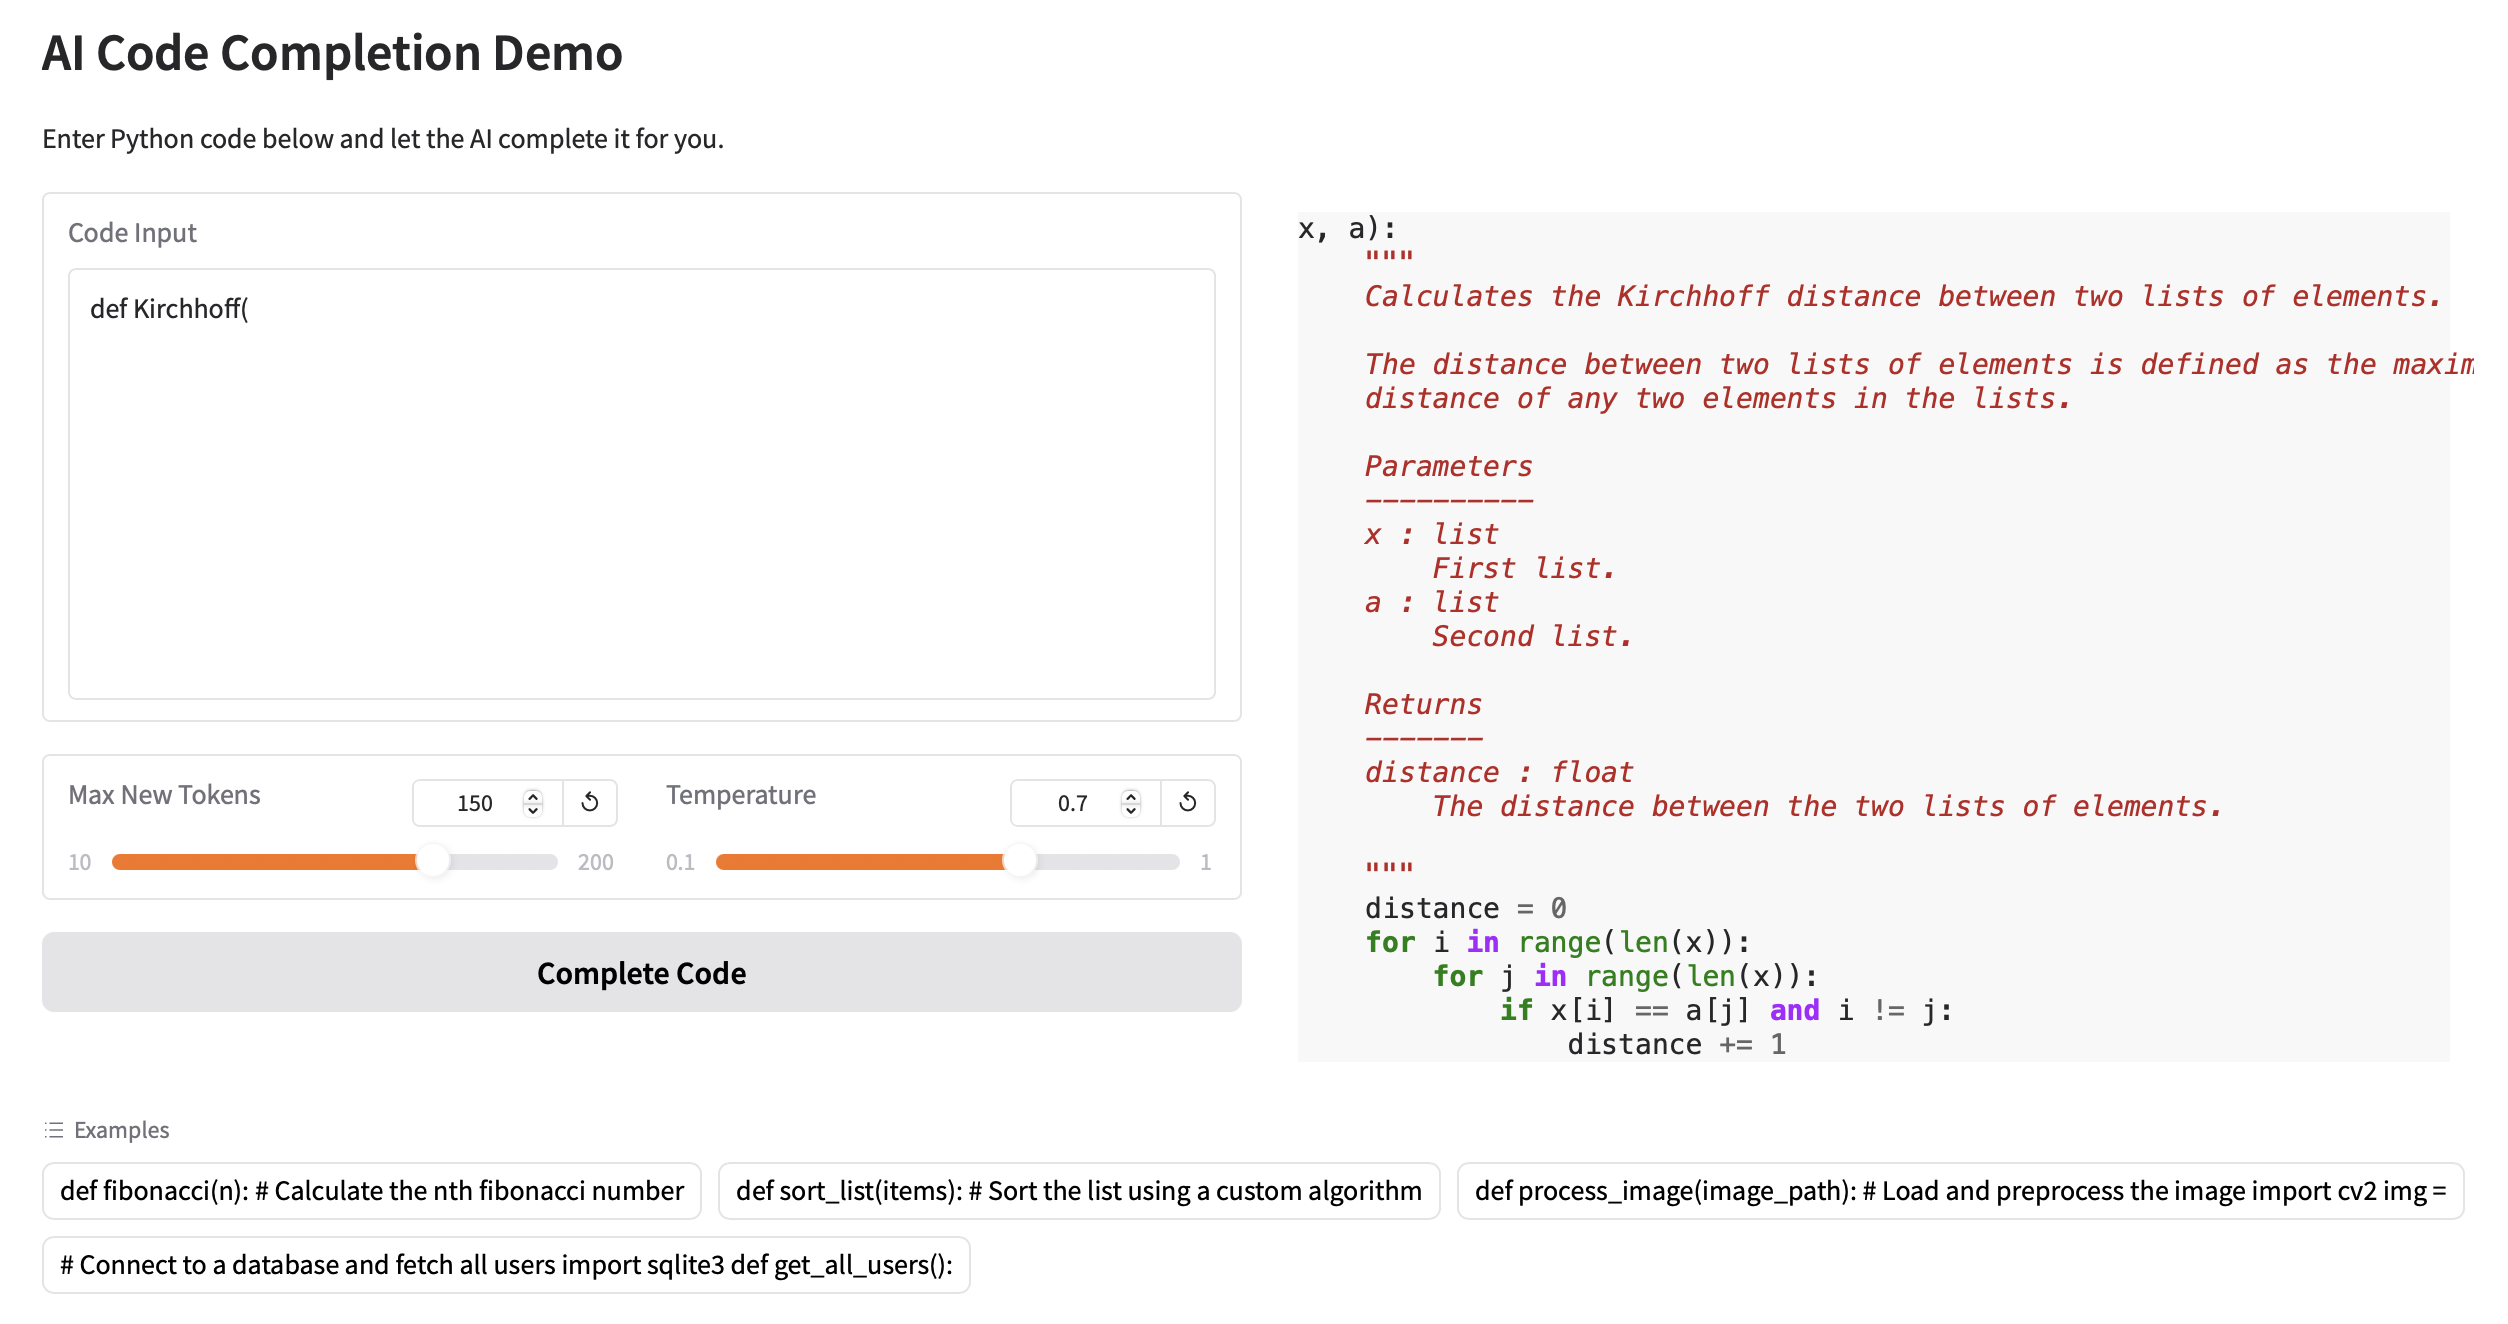 AI Code Completion Demo
Enter Python code below and let the AI complete it for you.
Code Input
def Kirchhoff(
Max New Tokens
150
10
200
Temperature
0.7
0.1
1
Complete Code
x, a):
    """
    Calculates the Kirchhoff distance between two lists of elements.

    The distance between two lists of elements is defined as the maxim
    distance of any two elements in the lists.

    Parameters
    ----------
    x : list
        First list.
    a : list
        Second list.

    Returns
    -------
    distance : float
        The distance between the two lists of elements.

    """
    distance = 0
    for i in range(len(x)):
        for j in range(len(x)):
            if x[i] == a[j] and i != j:
                distance += 1
Examples
def fibonacci(n): # Calculate the nth fibonacci number
def sort_list(items): # Sort the list using a custom algorithm
def process_image(image_path): # Load and preprocess the image import cv2 img =
# Connect to a database and fetch all users import sqlite3 def get_all_users():